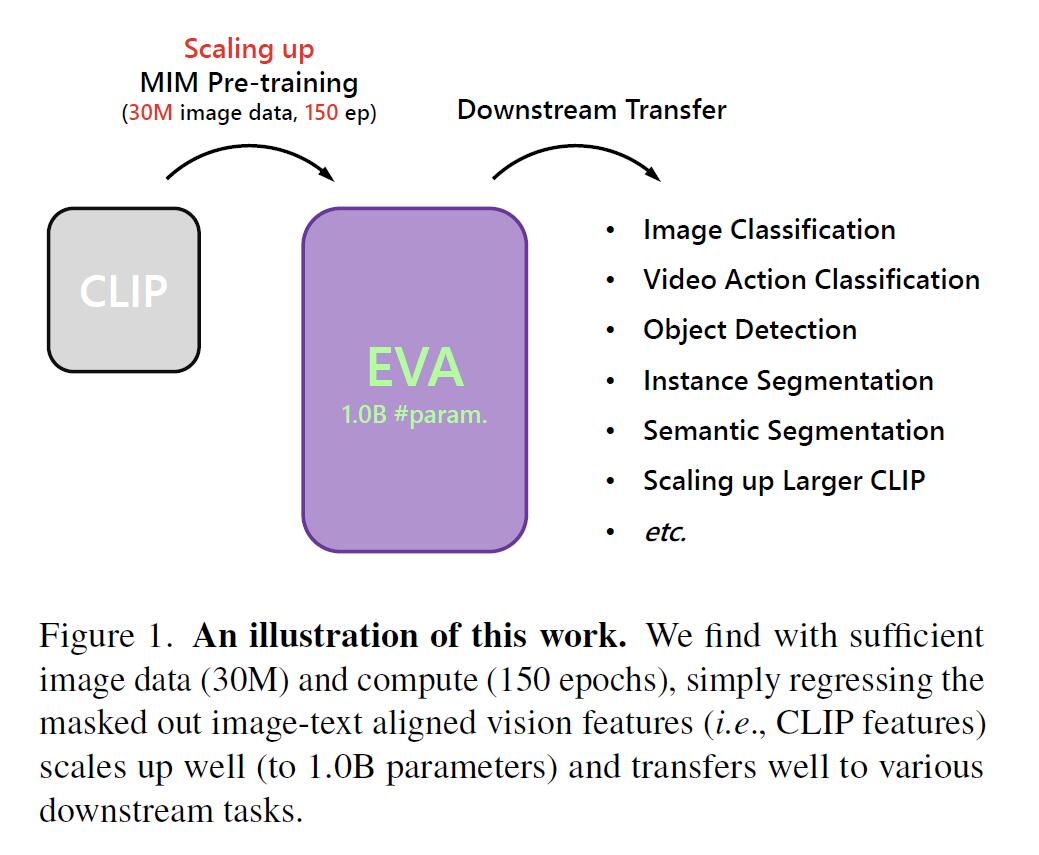 Scaling up
MIM Pre-training
(30M image data, 150 ep)
Downstream Transfer
CLIP
EVA
1.0B #param.
• Image Classification
• Video Action Classification
• Object Detection
• Instance Segmentation
• Semantic Segmentation
• Scaling up Larger CLIP
• etc.
Figure 1. An illustration of this work. We find with sufficient
image data (30M) and compute (150 epochs), simply regressing the
masked out image-text aligned vision features (i.e., CLIP features)
scales up well (to 1.0B parameters) and transfers well to various
downstream tasks.